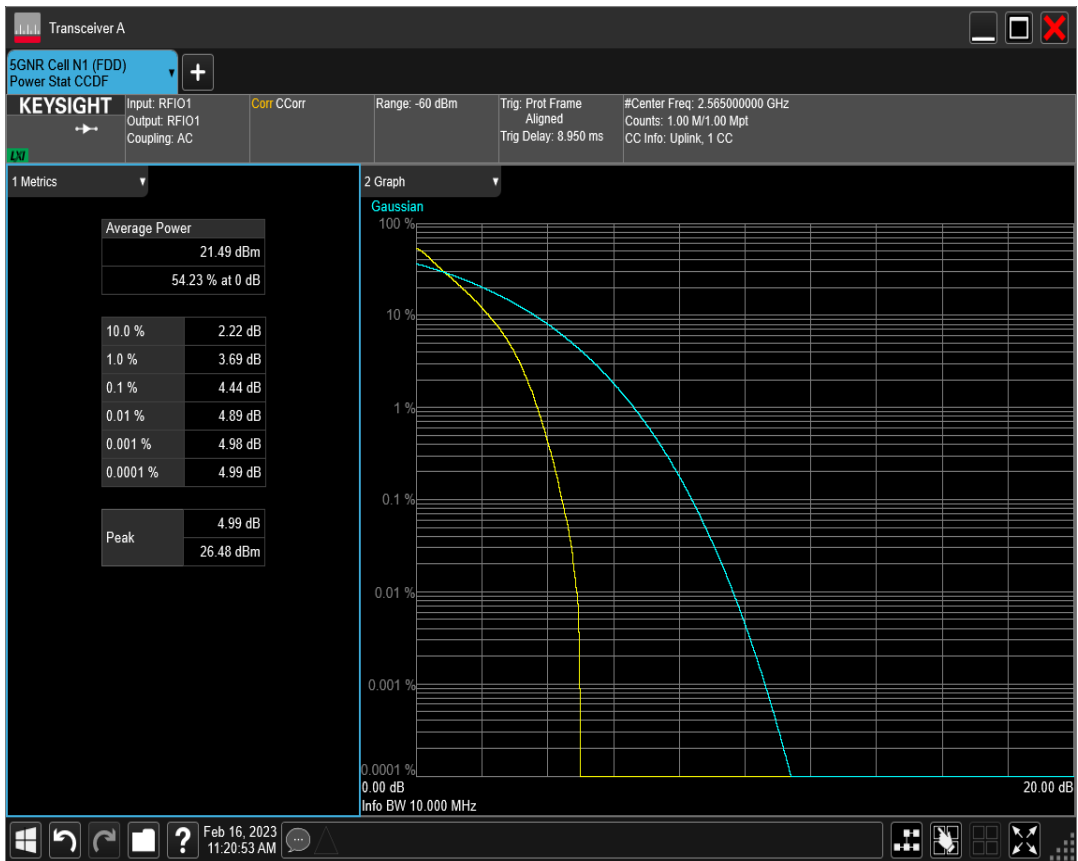 Transceiver A
5GNR Cell N1 (FDD)
Power Stat CCDF
+
KEYSIGHT
LXI
Input: RFIO1
Output: RFIO1
Coupling: AC
Corr CCorr
Range: -60 dBm
Trig: Prot Frame
Aligned
Trig Delay: 8.950 ms
#Center Freq: 2.565000000 GHz
Counts: 1.00 M/1.00 Mpt
CC Info: Uplink, 1 CC
1 Metrics
Average Power
21.49 dBm
54.23 % at 0 dB
10.0 % 2.22 dB
1.0 % 3.69 dB
0.1 % 4.44 dB
0.01 % 4.89 dB
0.001 % 4.98 dB
0.0001 % 4.99 dB
Peak
4.99 dB
26.48 dBm
2 Graph
Gaussian
100 %
10 %
1 %
0.1 %
0.01 %
0.001 %
0.0001 %
0.00 dB 20.00 dB
Info BW 10.000 MHz
?
Feb 16, 2023
11:20:53 AM